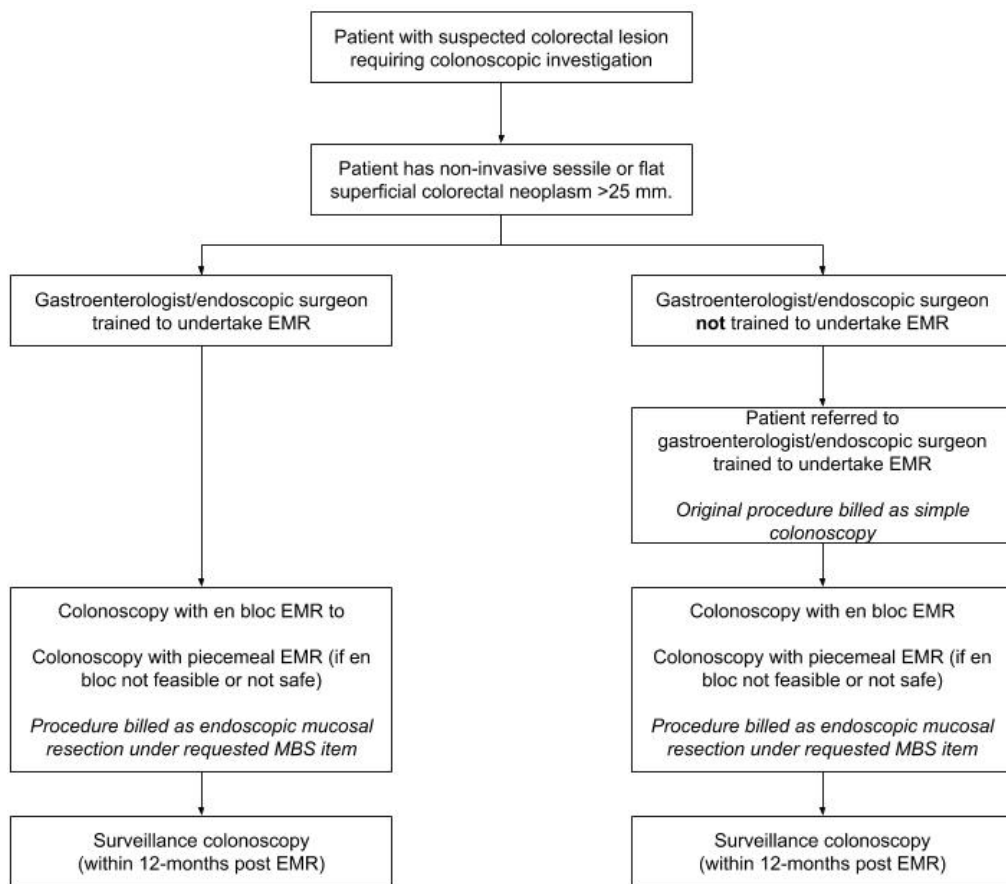 Patient with suspected colorectal lesion
requiring colonoscopic investigation
Patient has non-invasive sessile or flat
superficial colorectal neoplasm >25 mm.
Gastroenterologist/endoscopic surgeon
trained to undertake EMR
Gastroenterologist/endoscopic surgeon
not trained to undertake EMR
Patient referred to
gastroenterologist/endoscopic surgeon
trained to undertake EMR
Original procedure billed as simple
colonoscopy
Colonoscopy with en bloc EMR to
Colonoscopy with piecemeal EMR (if en
bloc not feasible or not safe)
Procedure billed as endoscopic mucosal
resection under requested MBS item
Colonoscopy with en bloc EMR
Colonoscopy with piecemeal EMR (if en
bloc not feasible or not safe)
Procedure billed as endoscopic mucosal
resection under requested MBS item
Surveillance colonoscopy
(within 12-months post EMR)
Surveillance colonoscopy
(within 12-months post EMR)